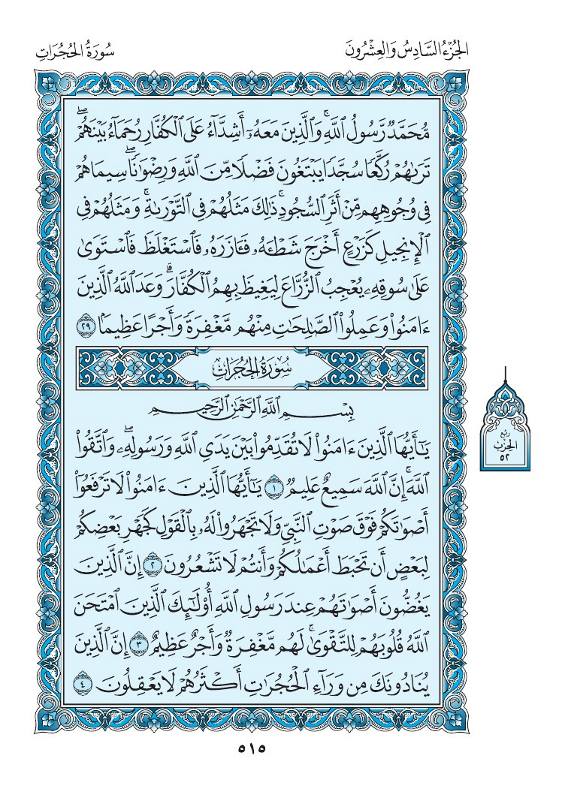 الجُزْءُ السَّادِسُ وَالعِشْرُونَ
سُورَةُ الحُجُرَاتِ
مُّحَمَّدٌ رَّسُولُ ٱللَّهِۚ وَٱلَّذِينَ مَعَهُۥٓ أَشِدَّآءُ عَلَى ٱلْكُفَّارِ رُحَمَآءُ بَيْنَهُمْۖ
تَرَىٰهُمْ رُكَّعًا سُجَّدًا يَبْتَغُونَ فَضْلًا مِّنَ ٱللَّهِ وَرِضْوَٰنًاۖ سِيمَاهُمْ
فِى وُجُوهِهِم مِّنْ أَثَرِ ٱلسُّجُودِۚ ذَٰلِكَ مَثَلُهُمْ فِى ٱلتَّوْرَىٰةِۚ وَمَثَلُهُمْ فِى
ٱلْإِنجِيلِ كَزَرْعٍ أَخْرَجَ شَطْـَٔهُۥ فَـَٔازَرَهُۥ فَٱسْتَغْلَظَ فَٱسْتَوَىٰ
عَلَىٰ سُوقِهِۦ يُعْجِبُ ٱلزُّرَّاعَ لِيَغِيظَ بِهِمُ ٱلْكُفَّارَۗ وَعَدَ ٱللَّهُ ٱلَّذِينَ
ءَامَنُوا۟ وَعَمِلُوا۟ ٱلصَّٰلِحَٰتِ مِنْهُم مَّغْفِرَةً وَأَجْرًا عَظِيمًۢا ٢٩
سُورَةُ الحُجُرَاتِ
بِسْمِ ٱللَّهِ ٱلرَّحْمَٰنِ ٱلرَّحِيمِ
يَٰٓأَيُّهَا ٱلَّذِينَ ءَامَنُوا۟ لَا تُقَدِّمُوا۟ بَيْنَ يَدَىِ ٱللَّهِ وَرَسُولِهِۦۖ وَٱتَّقُوا۟
ٱللَّهَۚ إِنَّ ٱللَّهَ سَمِيعٌ عَلِيمٌ ١ يَٰٓأَيُّهَا ٱلَّذِينَ ءَامَنُوا۟ لَا تَرْفَعُوٓا۟
أَصْوَٰتَكُمْ فَوْقَ صَوْتِ ٱلنَّبِىِّ وَلَا تَجْهَرُوا۟ لَهُۥ بِٱلْقَوْلِ كَجَهْرِ بَعْضِكُمْ
لِبَعْضٍ أَن تَحْبَطَ أَعْمَٰلُكُمْ وَأَنتُمْ لَا تَشْعُرُونَ ٢ إِنَّ ٱلَّذِينَ
يَغُضُّونَ أَصْوَٰتَهُمْ عِندَ رَسُولِ ٱللَّهِ أُو۟لَٰٓئِكَ ٱلَّذِينَ ٱمْتَحَنَ
ٱللَّهُ قُلُوبَهُمْ لِلتَّقْوَىٰۚ لَهُم مَّغْفِرَةٌ وَأَجْرٌ عَظِيمٌ ٣ إِنَّ ٱلَّذِينَ
يُنَادُونَكَ مِن وَرَآءِ ٱلْحُجُرَٰتِ أَكْثَرُهُمْ لَا يَعْقِلُونَ ٤
ربع
الحزب
٥٢
٥١٥